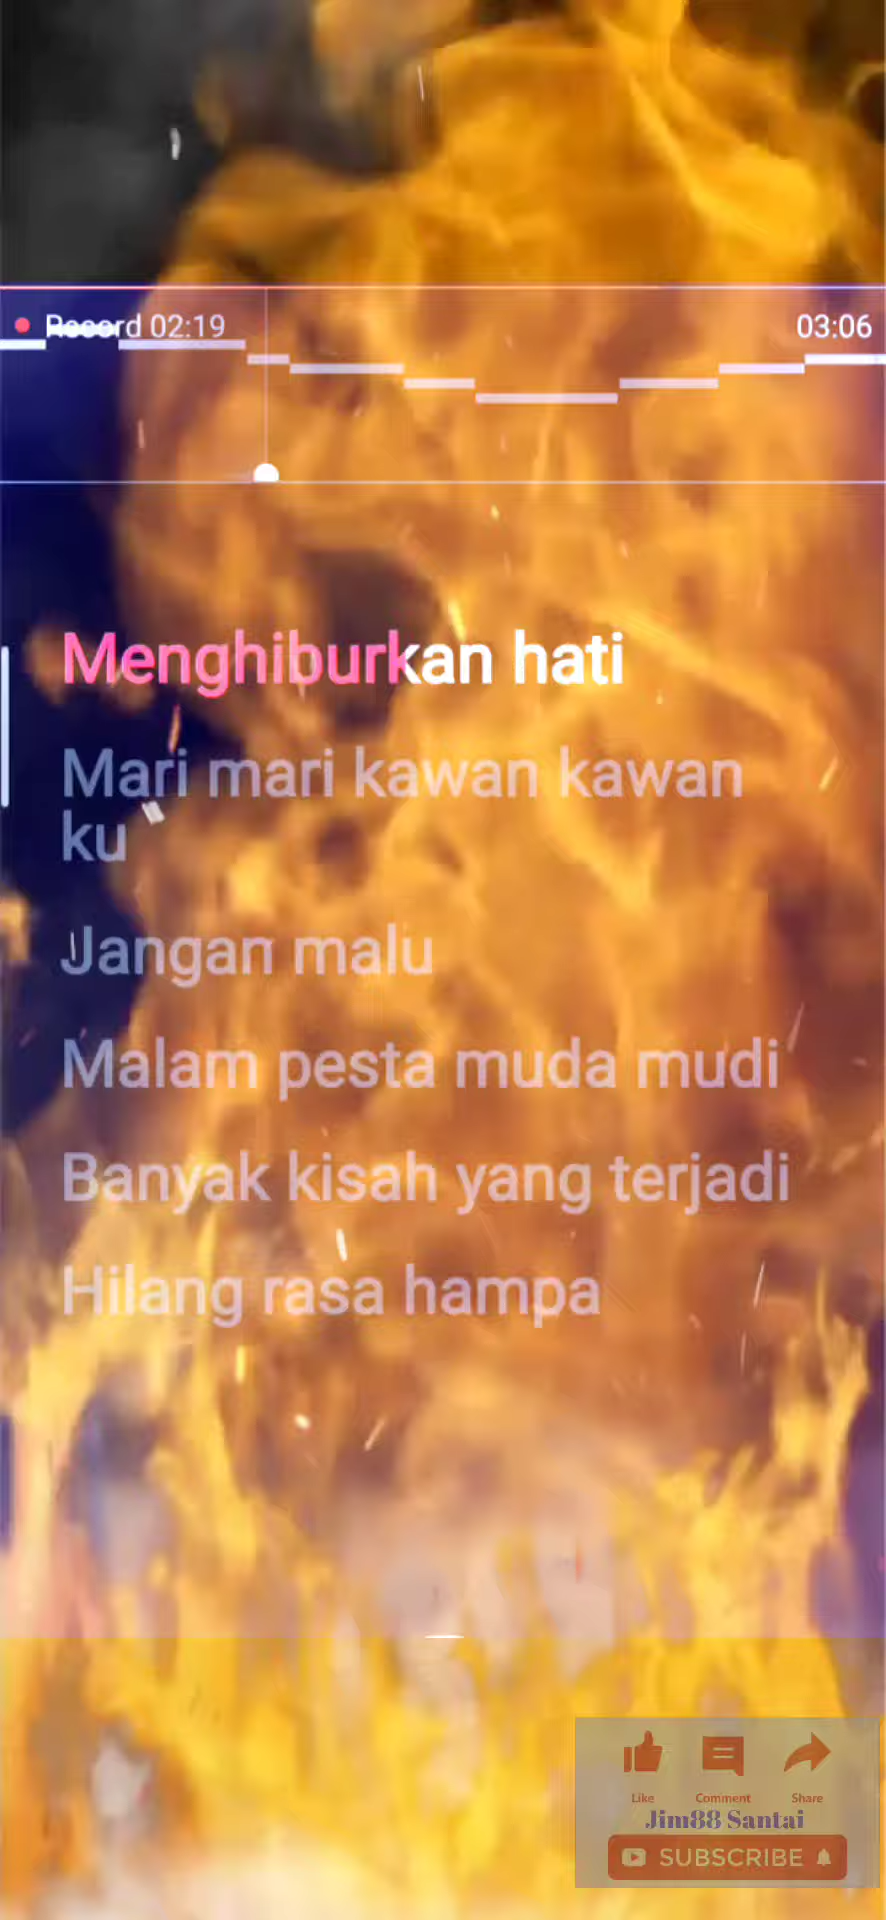 Record 02:19
03:06
Menghiburkan hati
Mari mari kawan kawan
ku
Jangan malu
Malam pesta muda mudi
Banyak kisah yang terjadi
Hilang rasa hampa
Like Comment Share
Jim88 Santai
SUBSCRIBE